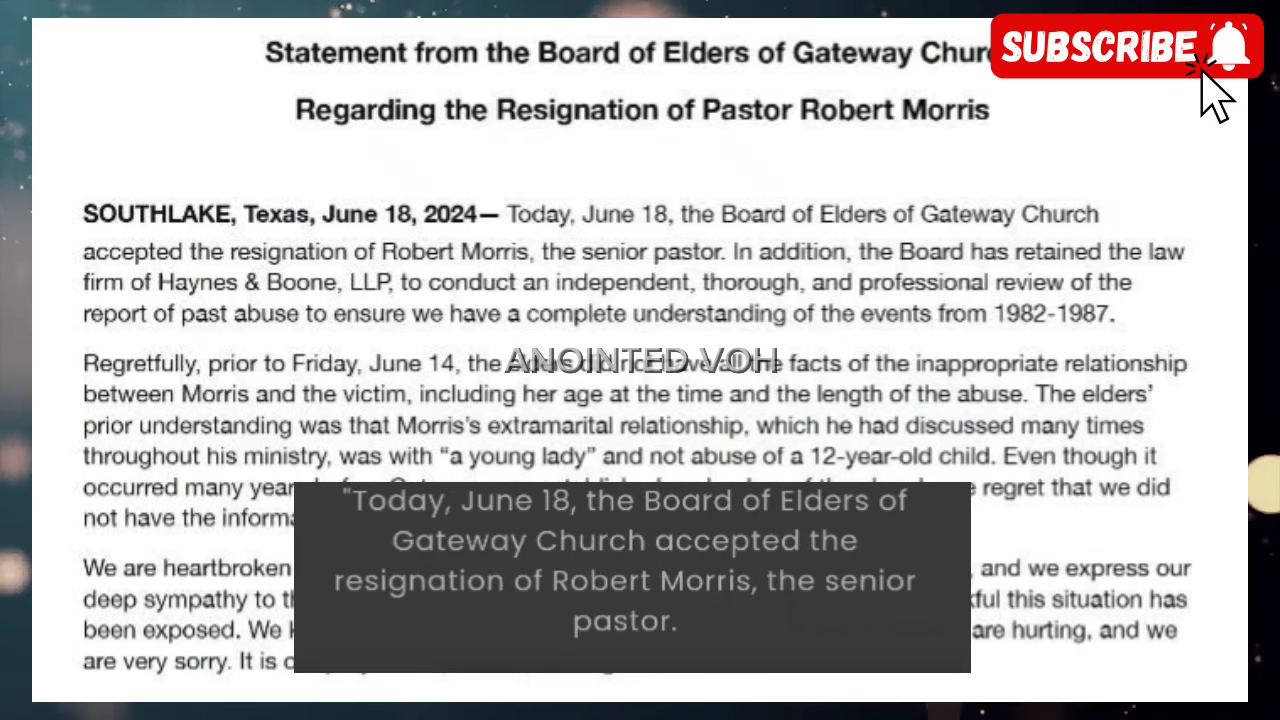 SUBSCRIBE
Statement from the Board of Elders of Gateway
Regarding the Resignation of Pastor Robert Morris
SOUTHLAKE, Texas, June 18, 2024— Today, June 18, the Board of Elders of Gateway Church
accepted the resignation of Robert Morris, the senior pastor. In addition, the Board has retained the law
firm of Haynes & Boone, LLP, to conduct an independent, thorough, and professional review of the
report of past abuse to ensure we have a complete understanding of the events from 1982-1987.
Regretfully, prior to Friday, June 14, the facts of the inappropriate relationship
ANOINTED VOH
between Morris and the victim, including her age at the time and the length of the abuse. The elders’
prior understanding was that Morris’s extramarital relationship, which he had discussed many times
throughout his ministry, was with “a young lady” and not abuse of a 12-year-old child. Even though it
occurred many regret that we did
not have the
We are heartbroken and we express our
deep sympathy to this situation has
been exposed. We are hurting, and we
are very sorry. It is
"Today, June 18, the Board of Elders of
Gateway Church accepted the
resignation of Robert Morris, the senior
pastor.